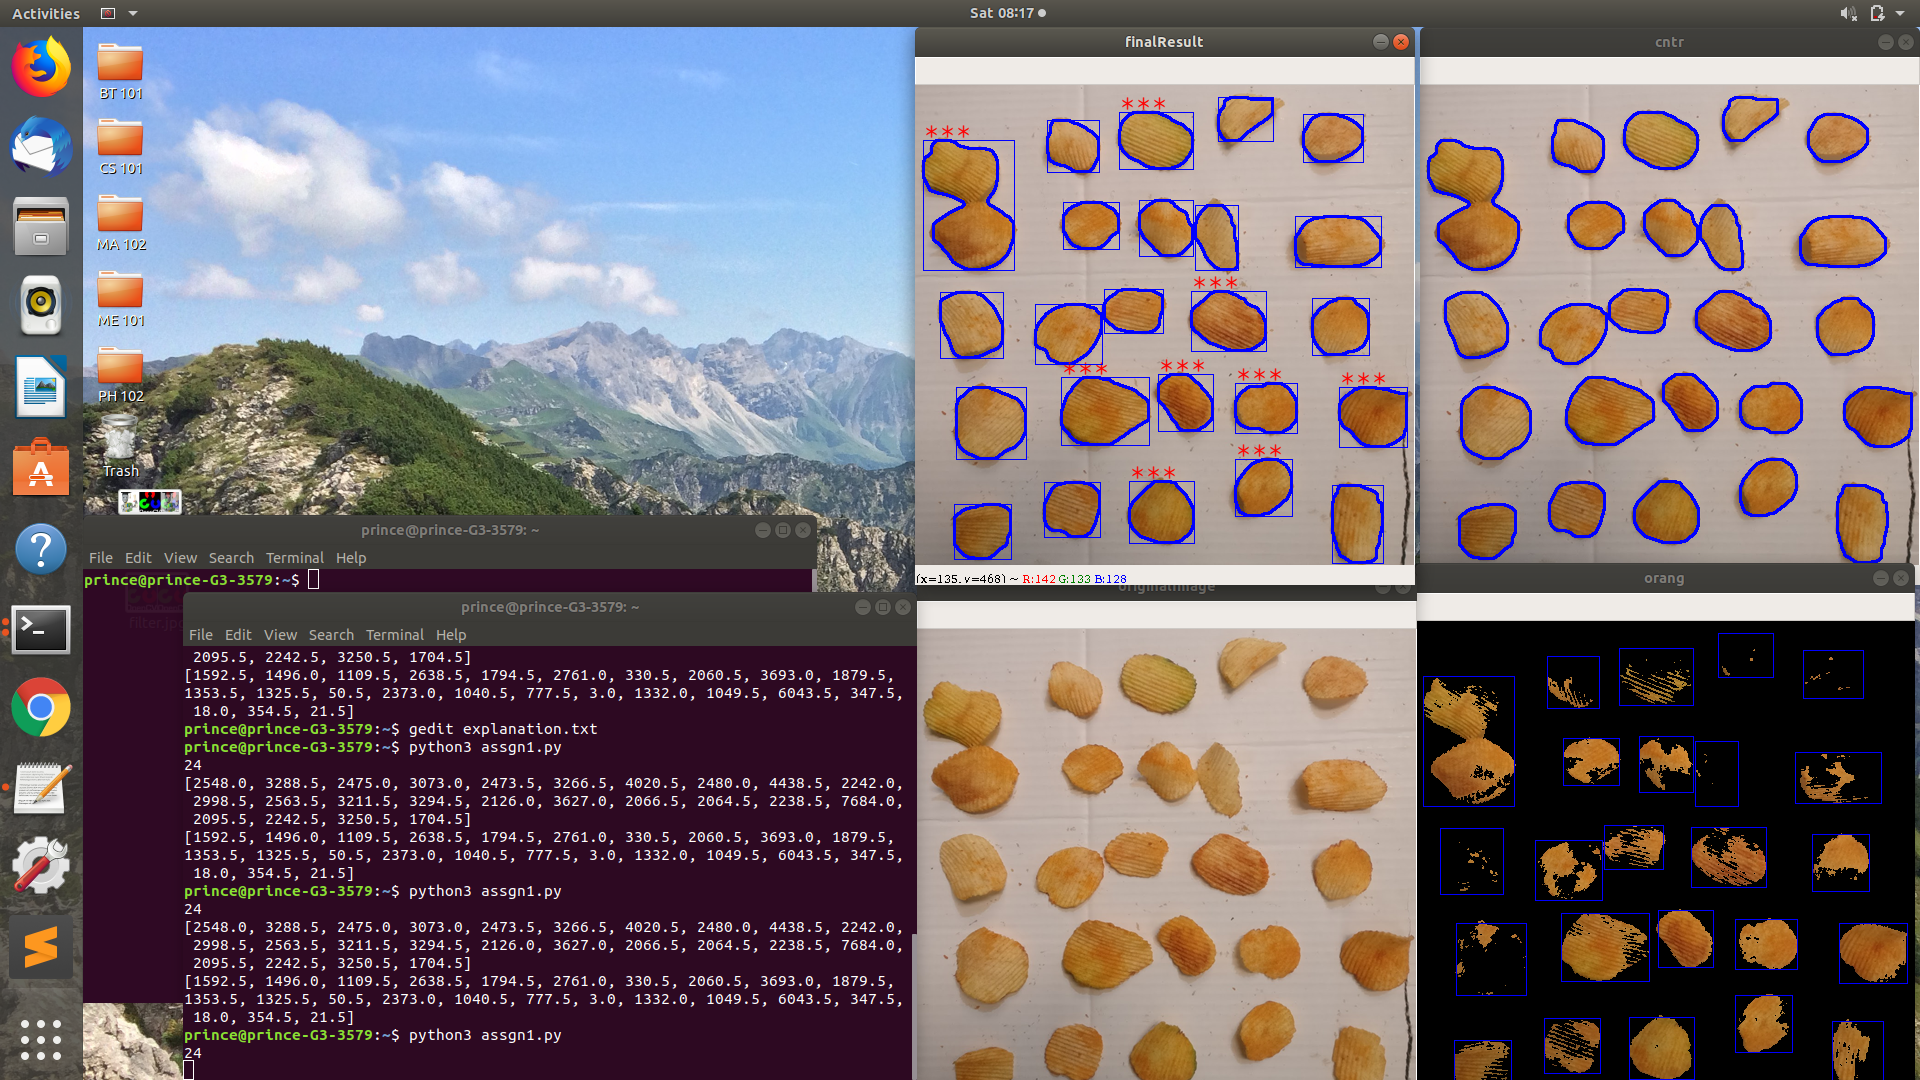 Activities
Sat 08:17
BT 101
CS 101
MA 102
ME 101
PH 102
Trash
prince@prince-G3-3579: ~
File Edit View Search Terminal Help
prince@prince-G3-3579:~$
filter.jpg
prince@prince-G3-3579: ~
File Edit View Search Terminal Help
2095.5, 2242.5, 3250.5, 1704.5]
[1592.5, 1496.0, 1109.5, 2638.5, 1794.5, 2761.0, 330.5, 2060.5, 3693.0, 1879.5,
1353.5, 1325.5, 50.5, 2373.0, 1040.5, 777.5, 3.0, 1332.0, 1049.5, 6043.5, 347.5,
18.0, 354.5, 21.5]
prince@prince-G3-3579:~$ gedit explanation.txt
prince@prince-G3-3579:~$ python3 assgn1.py
24
[2548.0, 3288.5, 2475.0, 3073.0, 2473.5, 3266.5, 4020.5, 2480.0, 4438.5, 2242.0,
2998.5, 2563.5, 3211.5, 3294.5, 2126.0, 3627.0, 2066.5, 2064.5, 2238.5, 7684.0,
2095.5, 2242.5, 3250.5, 1704.5]
[1592.5, 1496.0, 1109.5, 2638.5, 1794.5, 2761.0, 330.5, 2060.5, 3693.0, 1879.5,
1353.5, 1325.5, 50.5, 2373.0, 1040.5, 777.5, 3.0, 1332.0, 1049.5, 6043.5, 347.5,
18.0, 354.5, 21.5]
prince@prince-G3-3579:~$ python3 assgn1.py
24
[2548.0, 3288.5, 2475.0, 3073.0, 2473.5, 3266.5, 4020.5, 2480.0, 4438.5, 2242.0,
2998.5, 2563.5, 3211.5, 3294.5, 2126.0, 3627.0, 2066.5, 2064.5, 2238.5, 7684.0,
2095.5, 2242.5, 3250.5, 1704.5]
[1592.5, 1496.0, 1109.5, 2638.5, 1794.5, 2761.0, 330.5, 2060.5, 3693.0, 1879.5,
1353.5, 1325.5, 50.5, 2373.0, 1040.5, 777.5, 3.0, 1332.0, 1049.5, 6043.5, 347.5,
18.0, 354.5, 21.5]
prince@prince-G3-3579:~$ python3 assgn1.py
24
finalResult
***
***
***
***
***
***
***
***
***
(x=135, y=468) ~ R:142 G:133 B:128
cntr
originalImage
orang